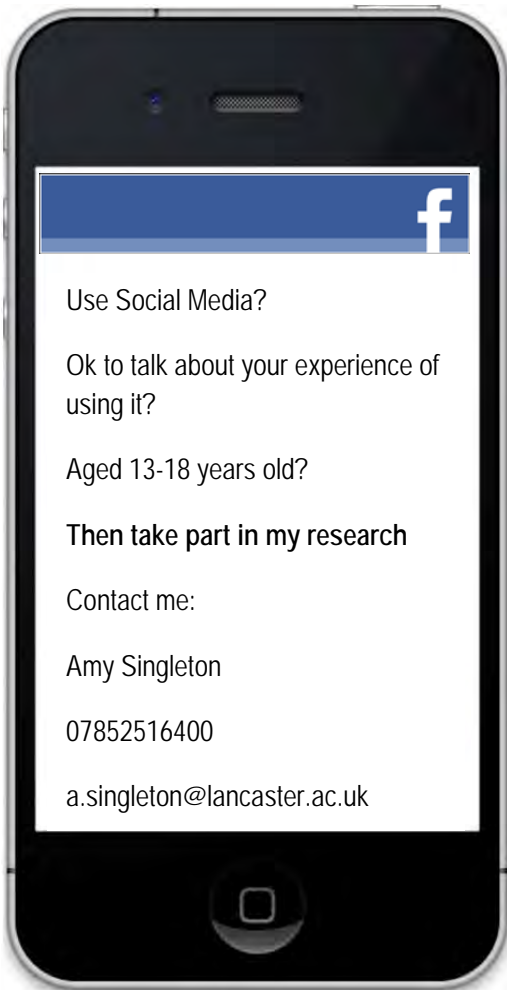 f
Use Social Media?
Ok to talk about your experience of
using it?
Aged 13-18 years old?
Then take part in my research
Contact me:
Amy Singleton
07852516400
a.singleton@lancaster.ac.uk